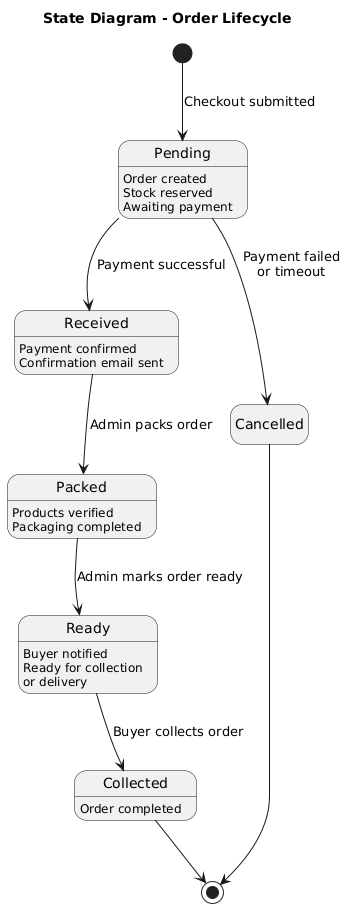 State Diagram - Order Lifecycle
Checkout submitted
Pending
Order created
Stock reserved
Awaiting payment
Payment successful
Payment failed
or timeout
Received
Payment confirmed
Confirmation email sent
Admin packs order
Cancelled
Packed
Products verified
Packaging completed
Admin marks order ready
Ready
Buyer notified
Ready for collection
or delivery
Buyer collects order
Collected
Order completed